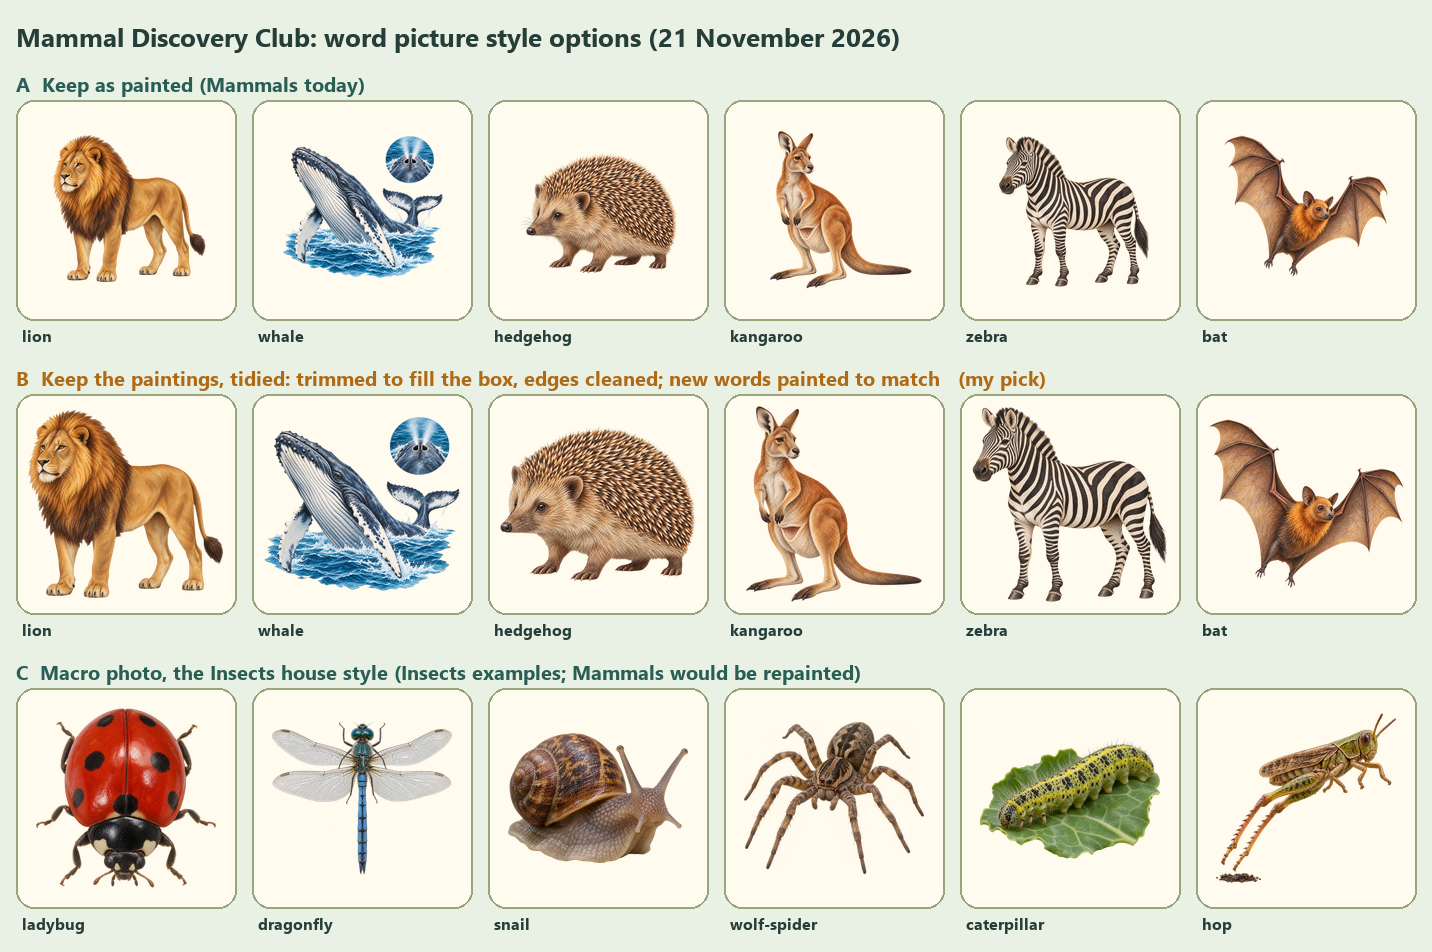 Mammal Discovery Club: word picture style options (21 November 2026)
A Keep as painted (Mammals today)
lion whale hedgehog kangaroo zebra bat
B Keep the paintings, tidied: trimmed to fill the box, edges cleaned; new words painted to match (my pick)
lion whale hedgehog kangaroo zebra bat
C Macro photo, the Insects house style (Insects examples; Mammals would be repainted)
ladybug dragonfly snail wolf-spider caterpillar hop